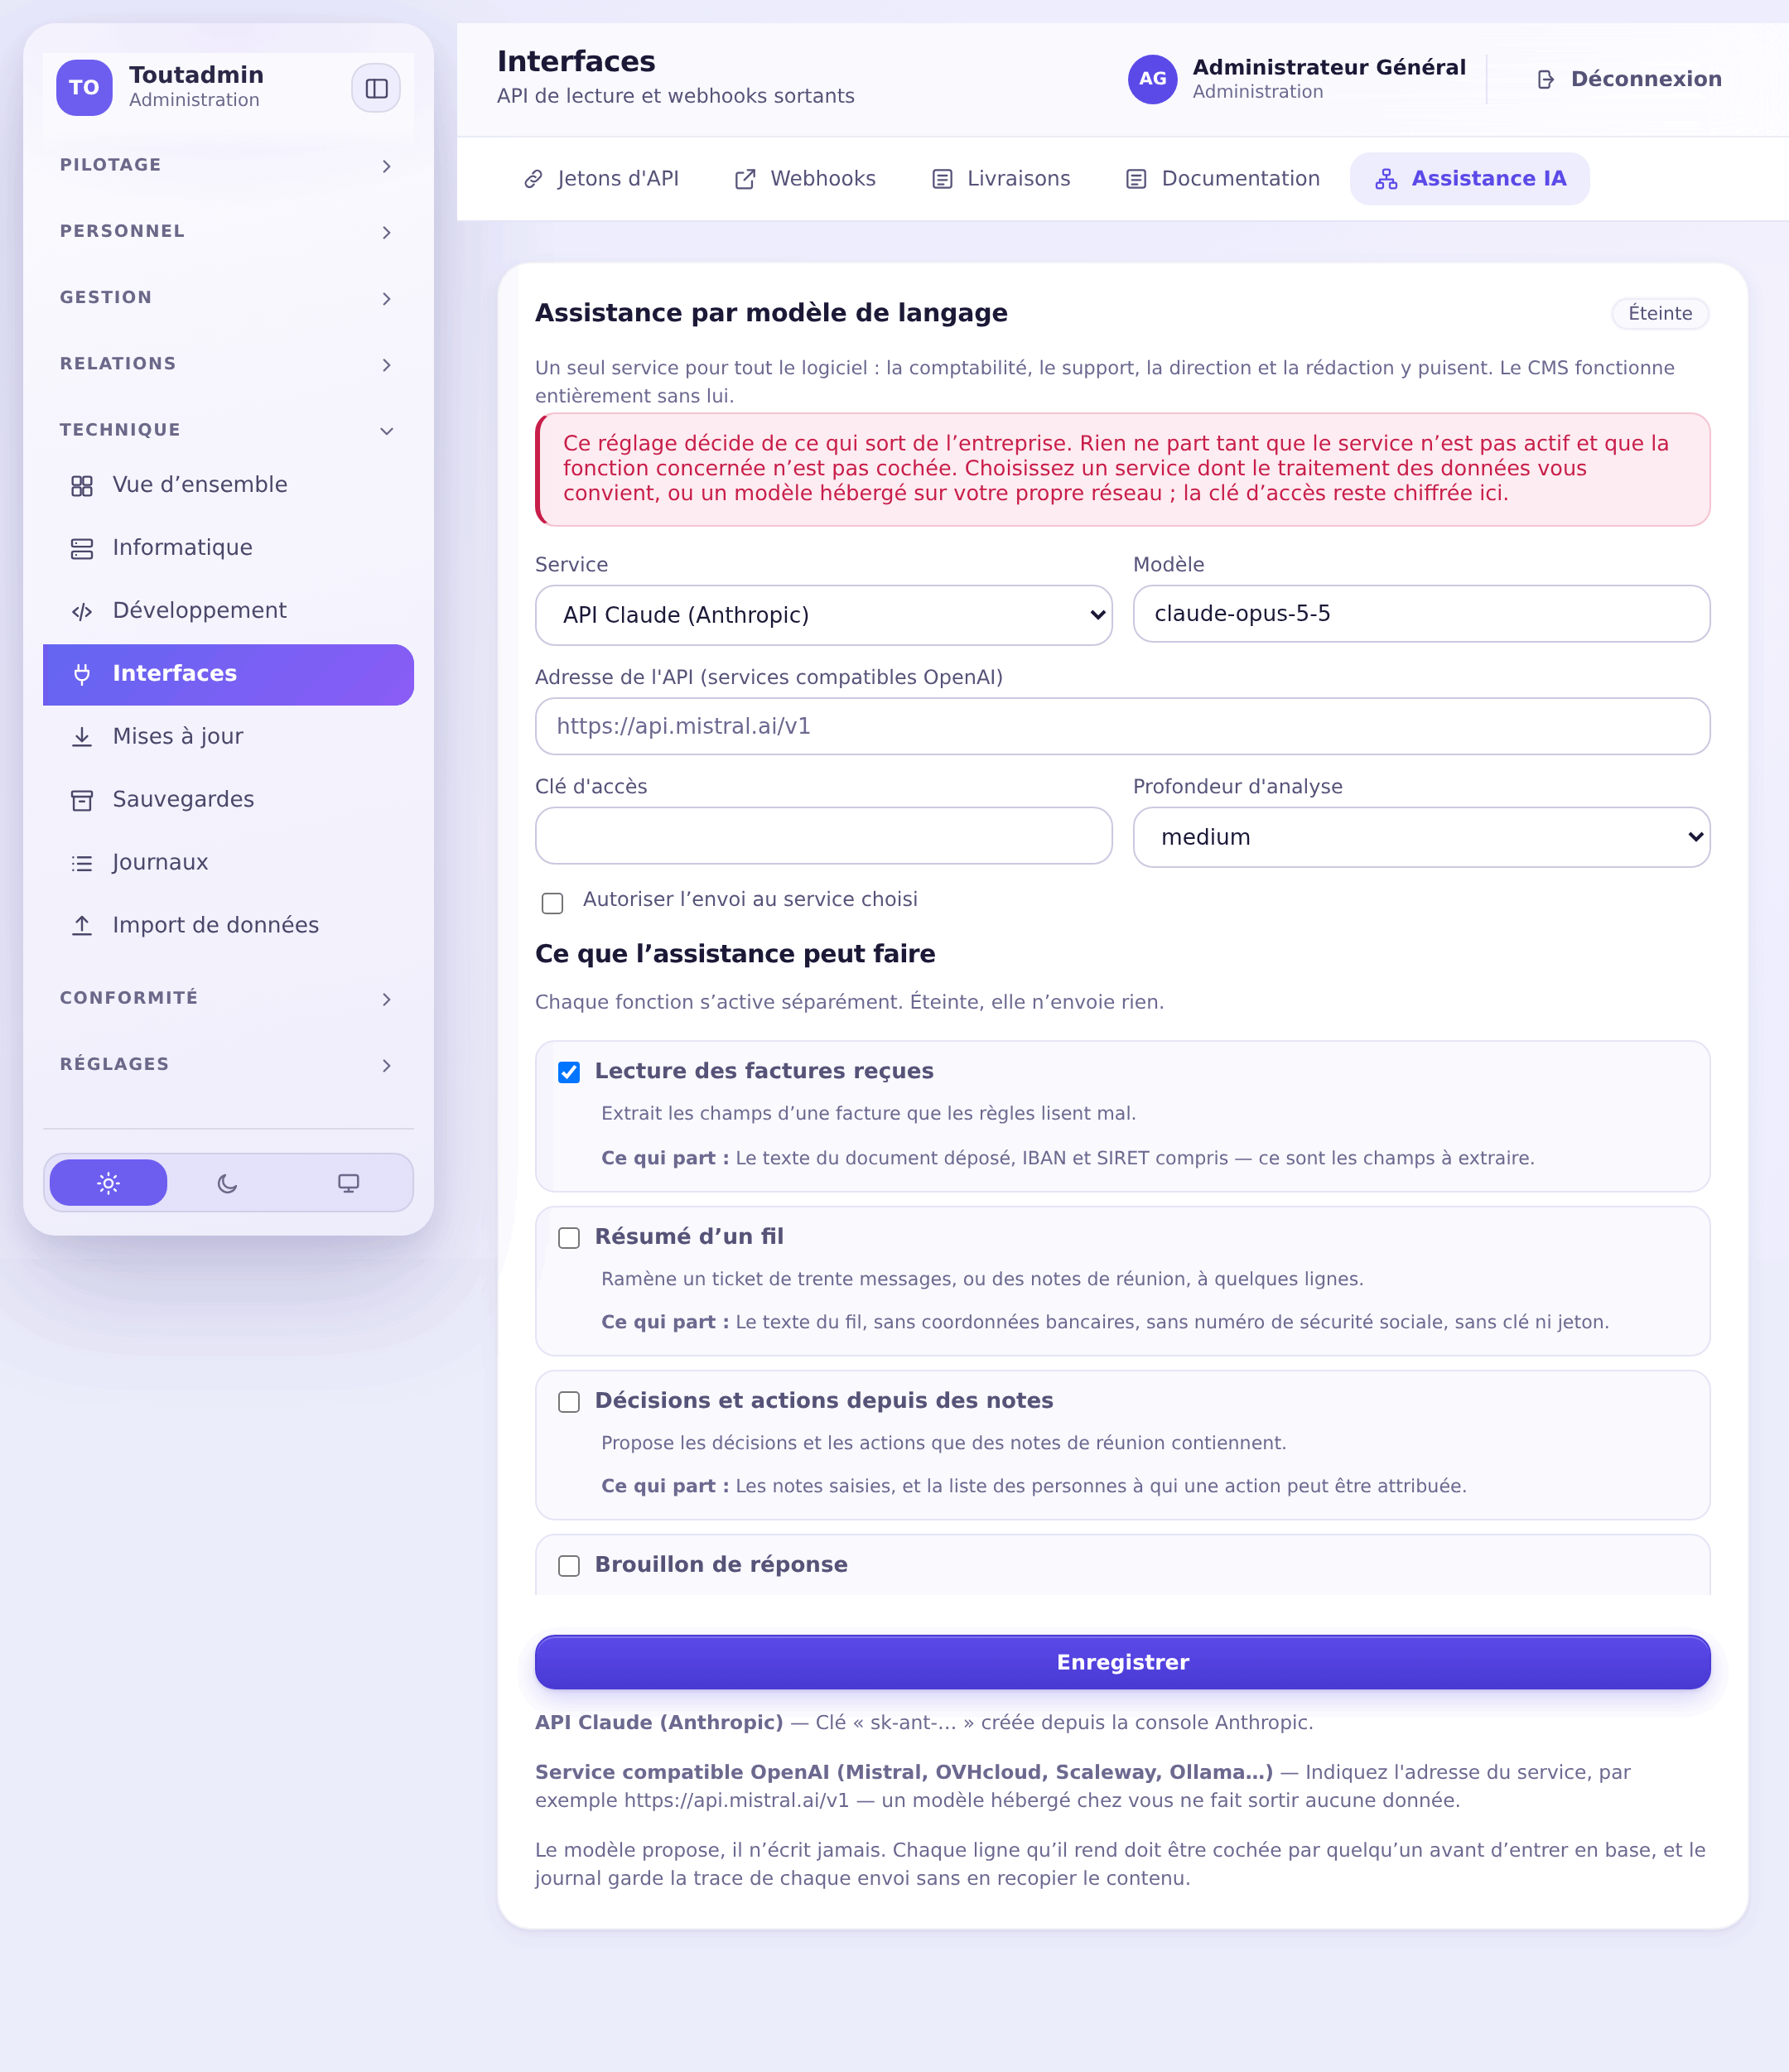 TO
Toutadmin
Administration
PILOTAGE
PERSONNEL
GESTION
RELATIONS
TECHNIQUE
Vue d’ensemble
Informatique
Développement
Interfaces
Mises à jour
Sauvegardes
Journaux
Import de données
CONFORMITÉ
RÉGLAGES
Interfaces
API de lecture et webhooks sortants
AG
Administrateur Général
Administration
Déconnexion
Jetons d'API
Webhooks
Livraisons
Documentation
Assistance IA
Assistance par modèle de langage
Éteinte
Un seul service pour tout le logiciel : la comptabilité, le support, la direction et la rédaction y puisent. Le CMS fonctionne
entièrement sans lui.
Ce réglage décide de ce qui sort de l’entreprise. Rien ne part tant que le service n’est pas actif et que la
fonction concernée n’est pas cochée. Choisissez un service dont le traitement des données vous
convient, ou un modèle hébergé sur votre propre réseau ; la clé d’accès reste chiffrée ici.
Service
Modèle
API Claude (Anthropic)
claude-opus-5-5
Adresse de l'API (services compatibles OpenAI)
https://api.mistral.ai/v1
Clé d'accès
Profondeur d'analyse
medium
Autoriser l’envoi au service choisi
Ce que l’assistance peut faire
Chaque fonction s’active séparément. Éteinte, elle n’envoie rien.
Lecture des factures reçues
Extrait les champs d’une facture que les règles lisent mal.
Ce qui part : Le texte du document déposé, IBAN et SIRET compris — ce sont les champs à extraire.
Résumé d’un fil
Ramène un ticket de trente messages, ou des notes de réunion, à quelques lignes.
Ce qui part : Le texte du fil, sans coordonnées bancaires, sans numéro de sécurité sociale, sans clé ni jeton.
Décisions et actions depuis des notes
Propose les décisions et les actions que des notes de réunion contiennent.
Ce qui part : Les notes saisies, et la liste des personnes à qui une action peut être attribuée.
Brouillon de réponse
Enregistrer
API Claude (Anthropic) — Clé « sk-ant-… » créée depuis la console Anthropic.
Service compatible OpenAI (Mistral, OVHcloud, Scaleway, Ollama…) — Indiquez l'adresse du service, par
exemple https://api.mistral.ai/v1 — un modèle hébergé chez vous ne fait sortir aucune donnée.
Le modèle propose, il n’écrit jamais. Chaque ligne qu’il rend doit être cochée par quelqu’un avant d’entrer en base, et le
journal garde la trace de chaque envoi sans en recopier le contenu.